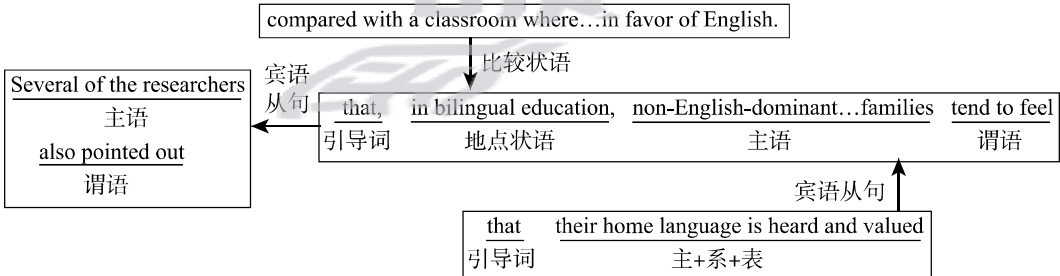 compared with a classroom where…in favor of English.
比较状语
宾语
从句
Several of the researchers
主语
also pointed out
谓语
that, in bilingual education, non-English-dominant…families tend to feel
引导词 地点状语 主语 谓语
宾语从句
that their home language is heard and valued
引导词 主+系+表